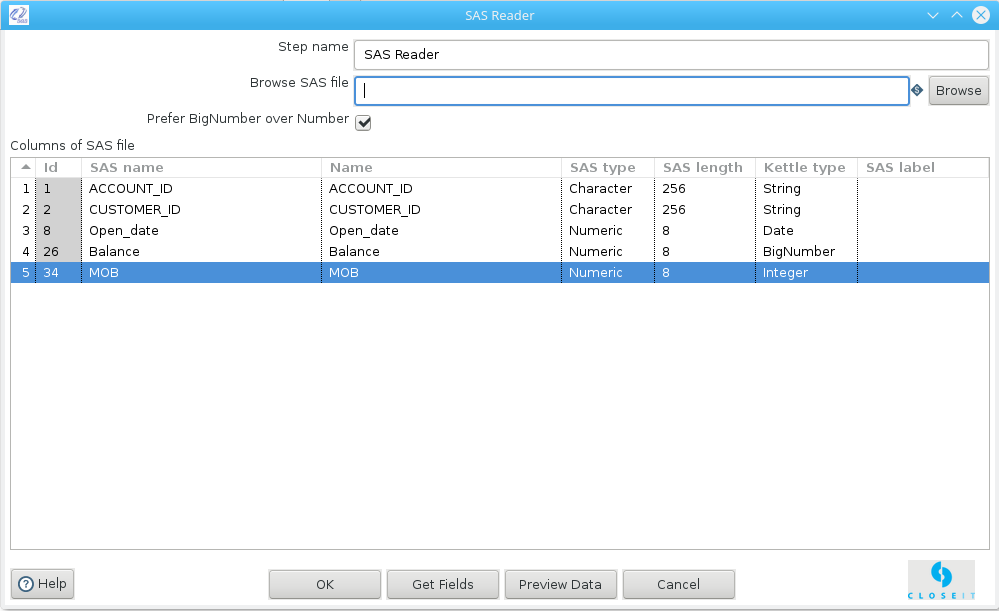 SAS Reader
Step name SAS Reader
Browse SAS file Browse
Prefer BigNumber over Number
Columns of SAS file
Id SAS name Name SAS type SAS length Kettle type SAS label
1 1 ACCOUNT_ID ACCOUNT_ID Character 256 String
2 2 CUSTOMER_ID CUSTOMER_ID Character 256 String
3 8 Open_date Open_date Numeric 8 Date
4 26 Balance Balance Numeric 8 BigNumber
5 34 MOB MOB Numeric 8 Integer
Help OK Get Fields Preview Data Cancel
CLOSEIT